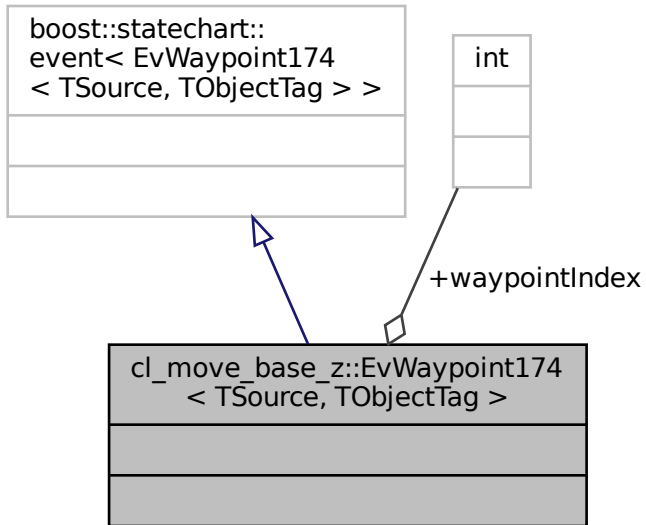 boost::statechart::
event< EvWaypoint174
< TSource, TObjectTag > >
int
+waypointIndex
cl_move_base_z::EvWaypoint174
< TSource, TObjectTag >